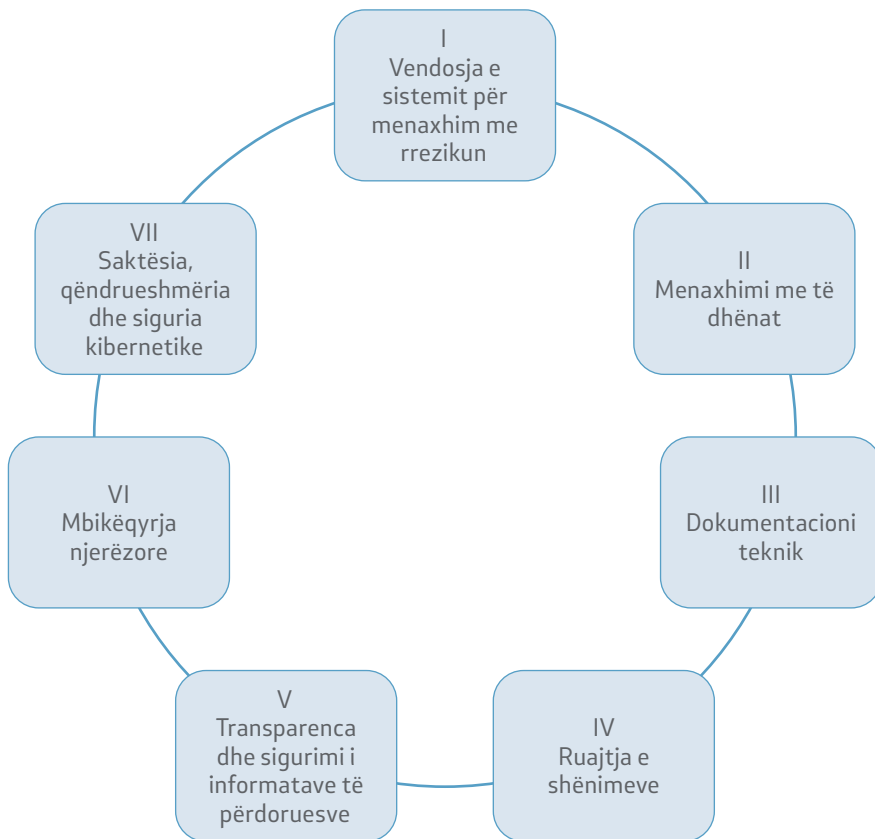 I
Vendosja e
sistemit për
menaxhim me
rrezikun
II
Menaxhimi me të
dhënat
III
Dokumentacioni
teknik
IV
Ruajtja e
shënimeve
V
Transparenca
dhe sigurimi i
informatave të
përdoruesve
VI
Mbikëqyrja
njerëzore
VII
Saktësia,
qëndrueshmëria
dhe siguria
kibernetike